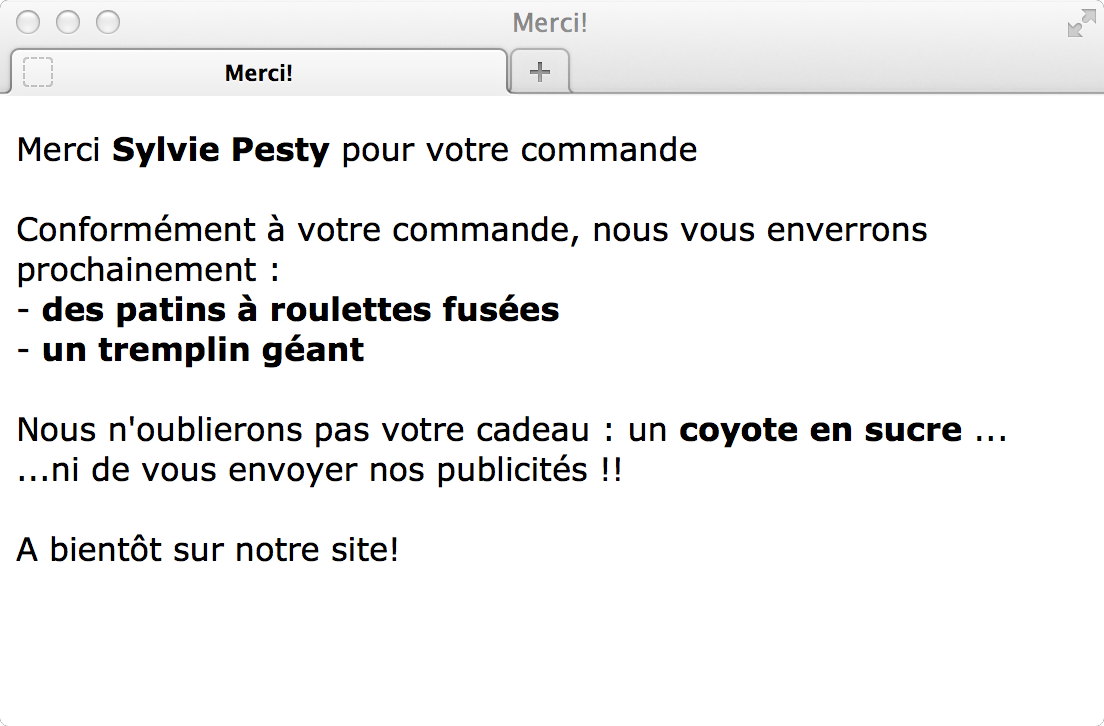 Merci!
Merci!
Merci Sylvie Pesty pour votre commande
Conformément à votre commande, nous vous enverrons
prochainement :
- des patins à roulettes fusées
- un tremplin géant
Nous n'oublierons pas votre cadeau : un coyote en sucre ...
...ni de vous envoyer nos publicités !!
A bientôt sur notre site!